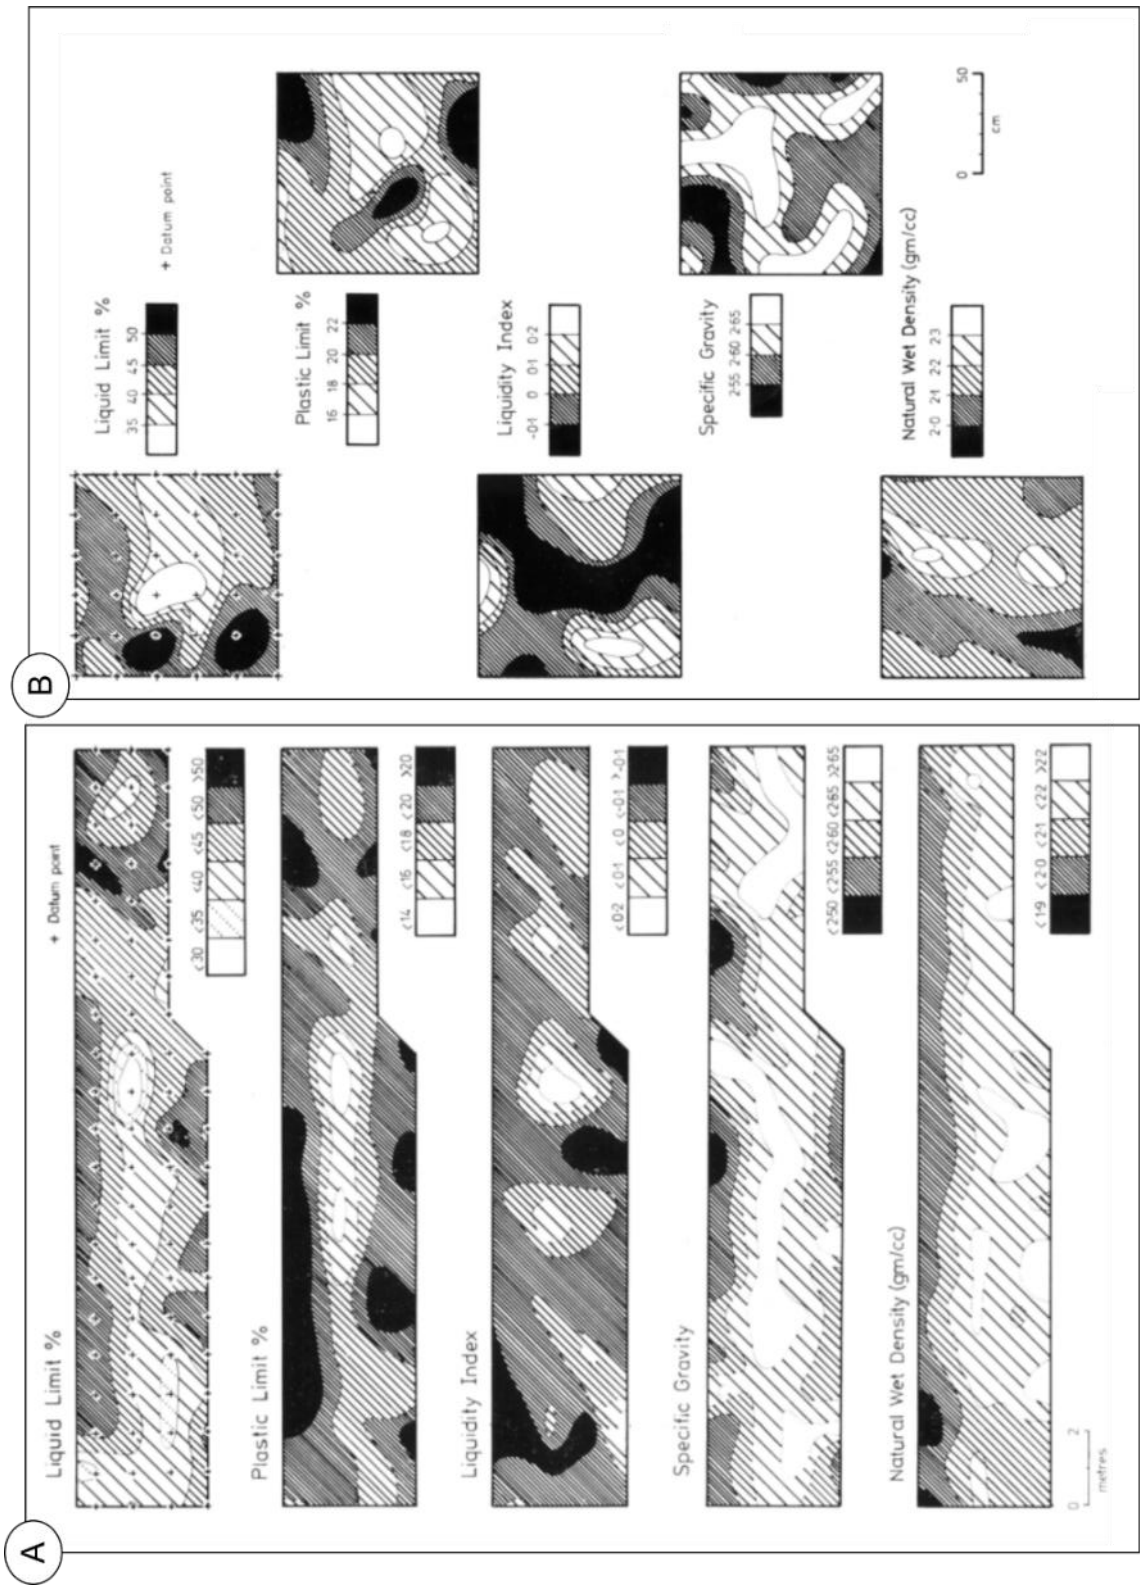 A
Liquid Limit %
+ Datum point
<30 <35 <40 <45 <50 >50
Plastic Limit %
<14 <16 <18 <20 >20
Liquidity Index
<0·2 <0·1 <0 <-0·1 >-0·1
Specific Gravity
<2·50 <2·55 <2·60 <2·65 >2·65
Natural Wet Density (gm/cc)
<1·9 <2·0 <2·1 <2·2 >2·2
0 2
metres
B
Liquid Limit %
+ Datum point
35 40 45 50
Plastic Limit %
16 18 20 22
Liquidity Index
-0·1 0 0·1 0·2
Specific Gravity
2·55 2·60 2·65
Natural Wet Density (gm/cc)
2·0 2·1 2·2 2·3
0 50
cm